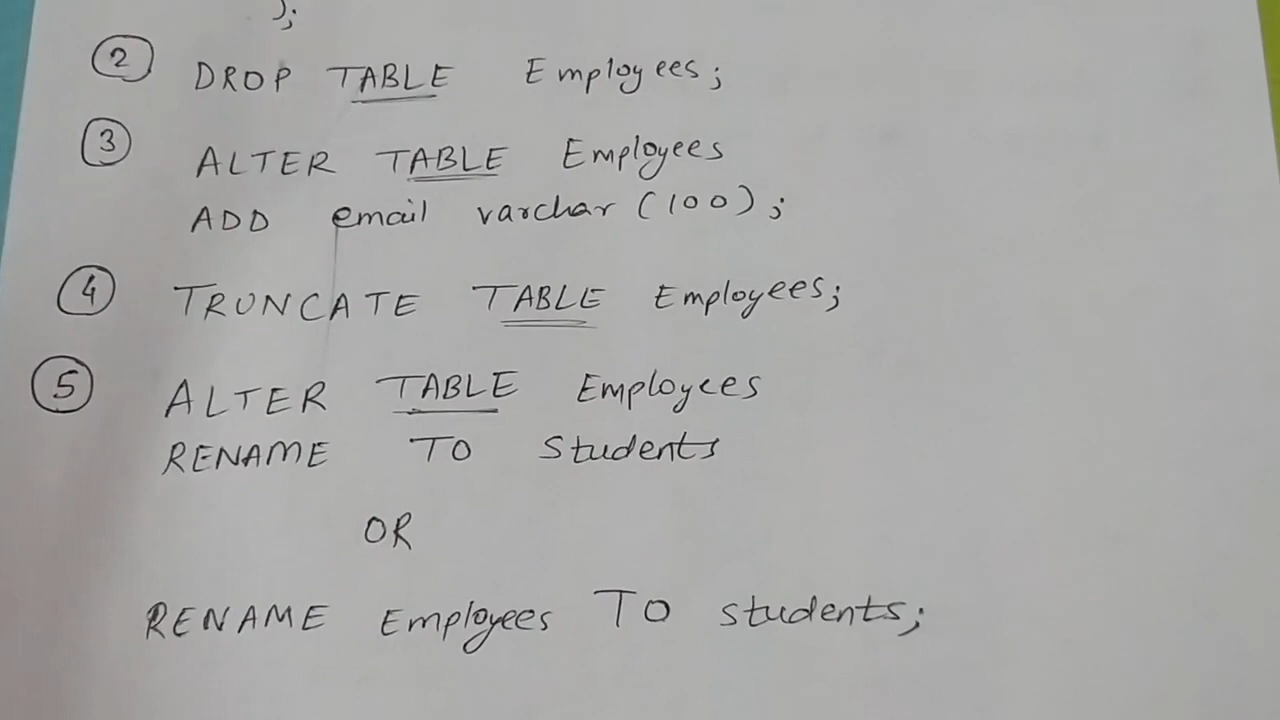 );
2 DROP TABLE Employees;
3 ALTER TABLE Employees
ADD email varchar (100);
4 TRUNCATE TABLE Employees;
5 ALTER TABLE Employees
RENAME TO Students
OR
RENAME Employees TO students;